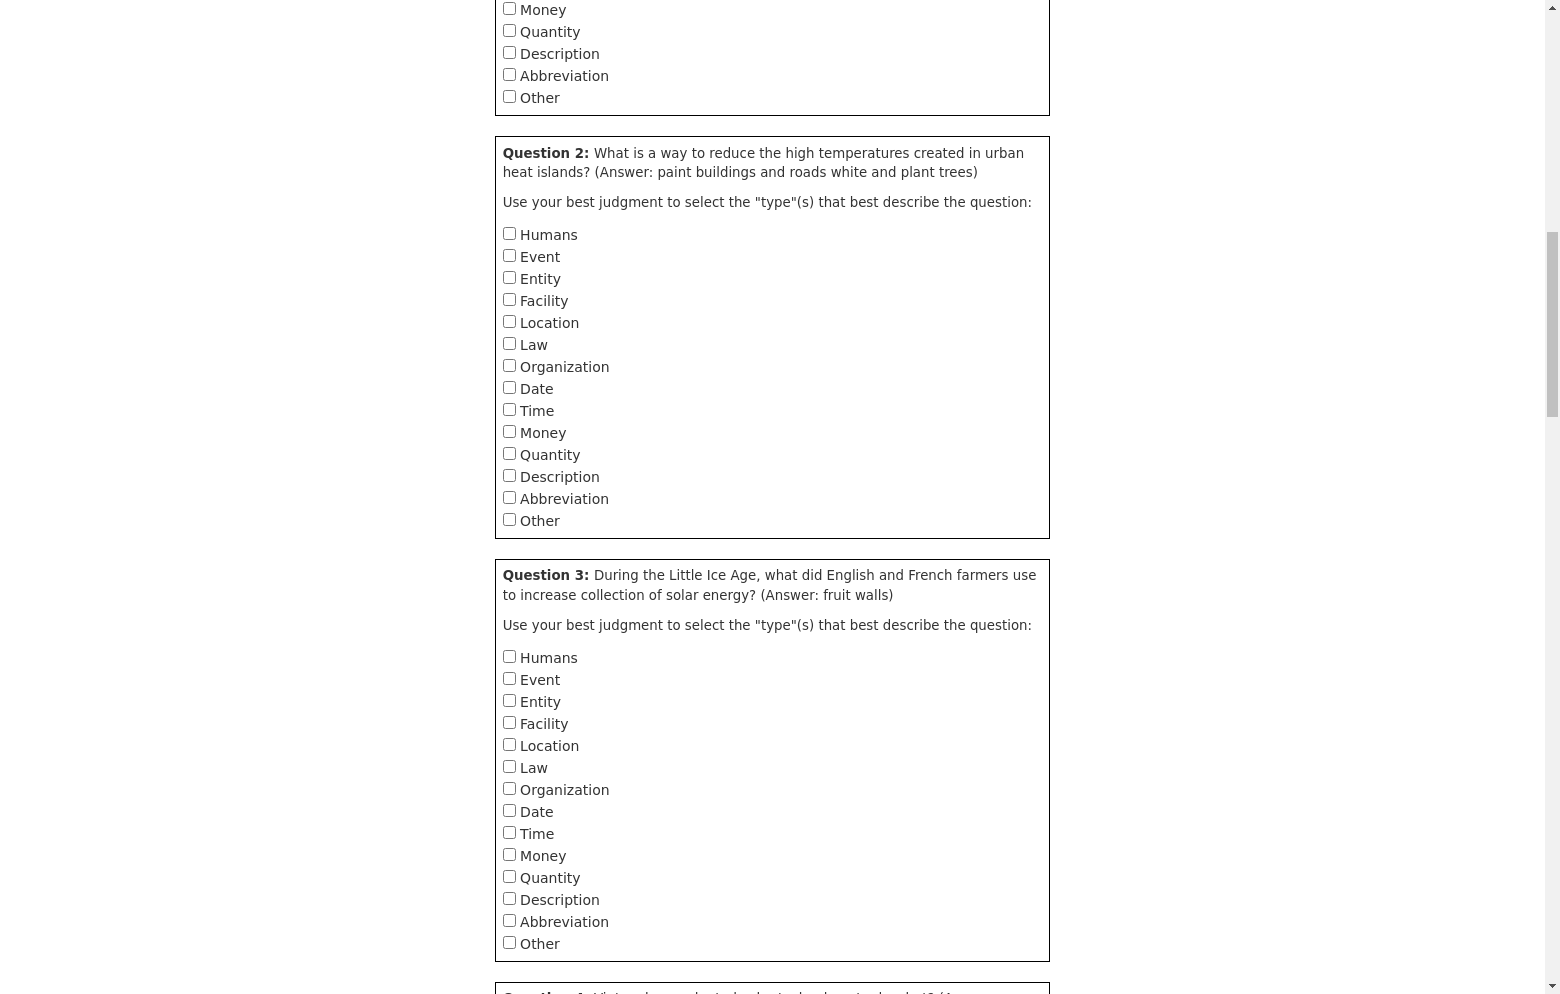 Money
Quantity
Description
Abbreviation
Other
Question 2: What is a way to reduce the high temperatures created in urban
heat islands? (Answer: paint buildings and roads white and plant trees)
Use your best judgment to select the "type"(s) that best describe the question:
Humans
Event
Entity
Facility
Location
Law
Organization
Date
Time
Money
Quantity
Description
Abbreviation
Other
Question 3: During the Little Ice Age, what did English and French farmers use
to increase collection of solar energy? (Answer: fruit walls)
Use your best judgment to select the "type"(s) that best describe the question:
Humans
Event
Entity
Facility
Location
Law
Organization
Date
Time
Money
Quantity
Description
Abbreviation
Other